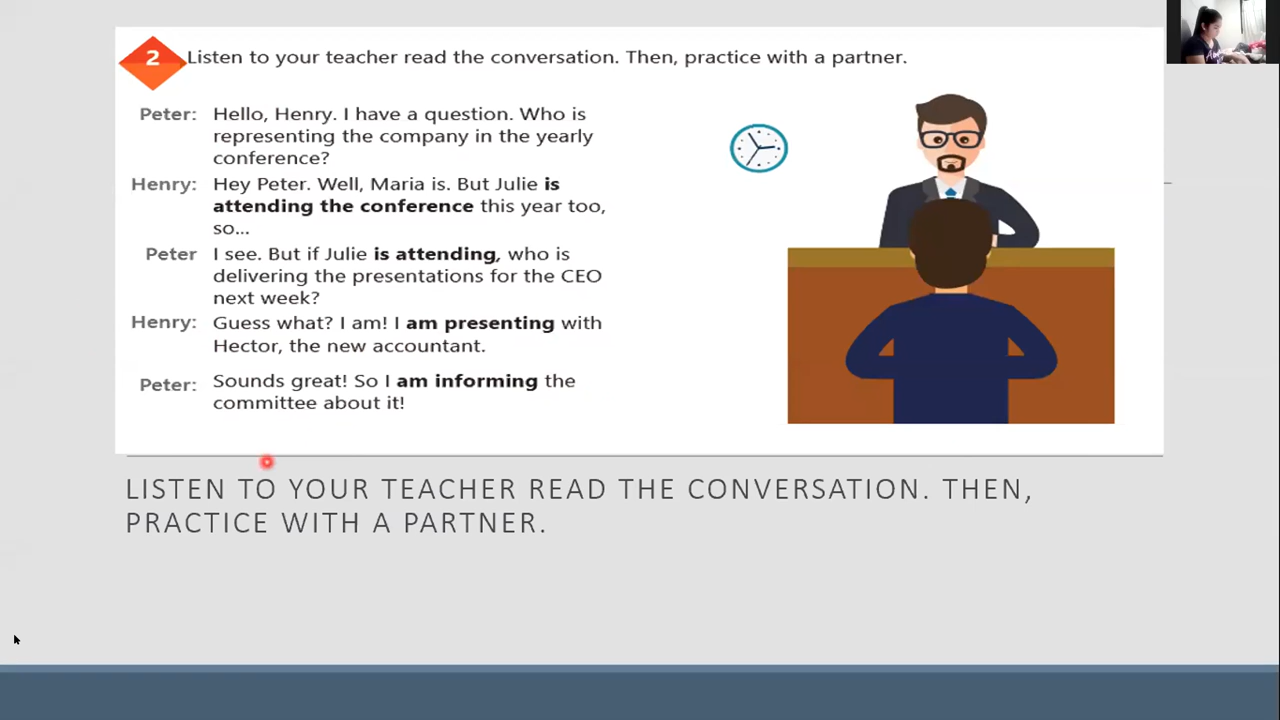 2 Listen to your teacher read the conversation. Then, practice with a partner.
Peter: Hello, Henry. I have a question. Who is
representing the company in the yearly
conference?
Henry: Hey Peter. Well, Maria is. But Julie is
attending the conference this year too,
so...
Peter I see. But if Julie is attending, who is
delivering the presentations for the CEO
next week?
Henry: Guess what? I am! I am presenting with
Hector, the new accountant.
Peter: Sounds great! So I am informing the
committee about it!
LISTEN TO YOUR TEACHER READ THE CONVERSATION. THEN,
PRACTICE WITH A PARTNER.